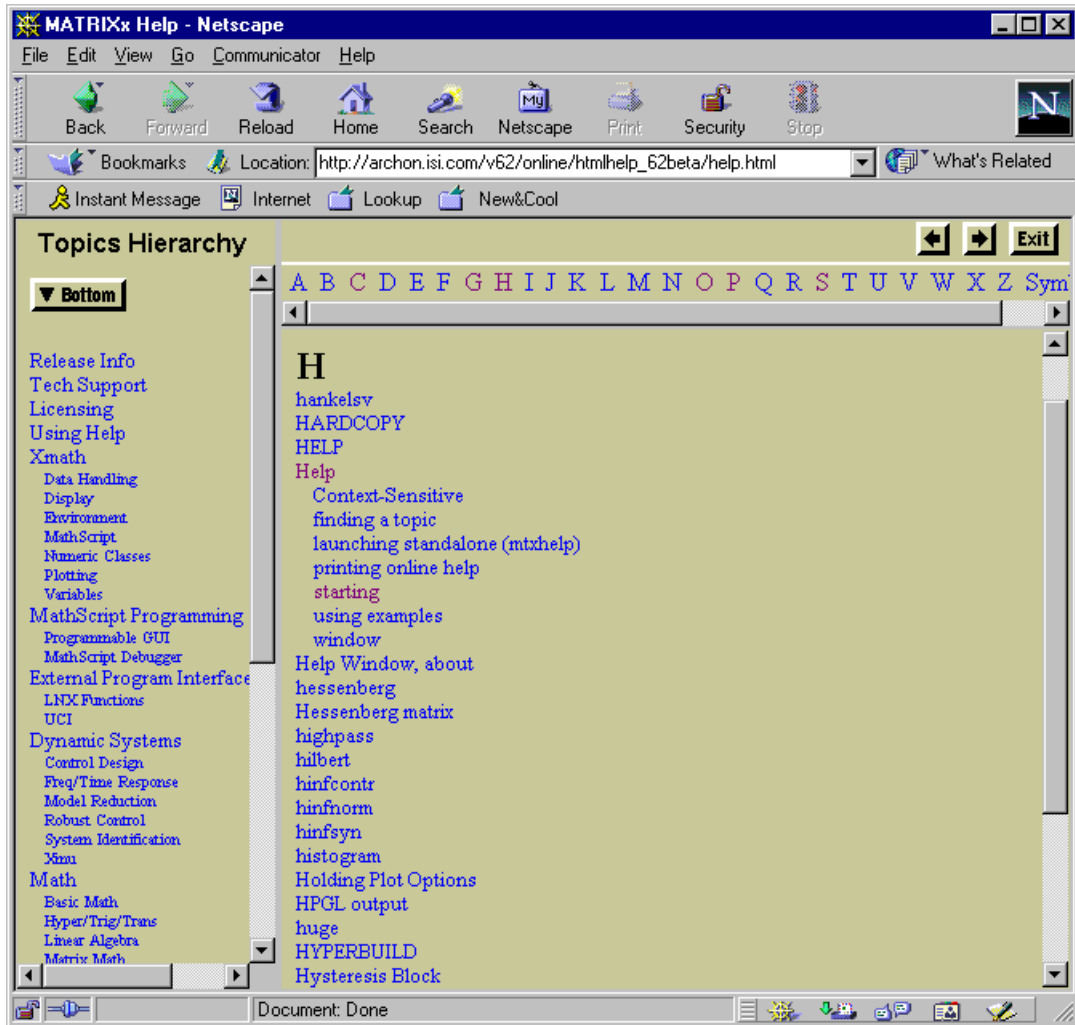 MATRIXx Help - Netscape
File Edit View Go Communicator Help
Back Forward Reload Home Search Netscape Print Security Stop
My
N
Bookmarks Location: http://archon.isi.com/v62/online/htmlhelp_62beta/help.html What's Related
Instant Message Internet Lookup New&Cool
Topics Hierarchy
Exit
Bottom
A B C D E F G H I J K L M N O P Q R S T U V W X Z Sym
Release Info
Tech Support
Licensing
Using Help
Xmath
Data Handling
Display
Environment
MathScript
Numeric Classes
Plotting
Variables
MathScript Programming
Programmable GUI
MathScript Debugger
External Program Interface
LNX Functions
UCI
Dynamic Systems
Control Design
Freq/Time Response
Model Reduction
Robust Control
System Identification
Xmu
Math
Basic Math
Hyper/Trig/Trans
Linear Algebra
Matrix Math
H
hankelsv
HARDCOPY
HELP
Help
Context-Sensitive
finding a topic
launching standalone (mtxhelp)
printing online help
starting
using examples
window
Help Window, about
hessenberg
Hessenberg matrix
highpass
hilbert
hinfcontr
hinfnorm
hinfsyn
histogram
Holding Plot Options
HPGL output
huge
HYPERBUILD
Hysteresis Block
Document: Done